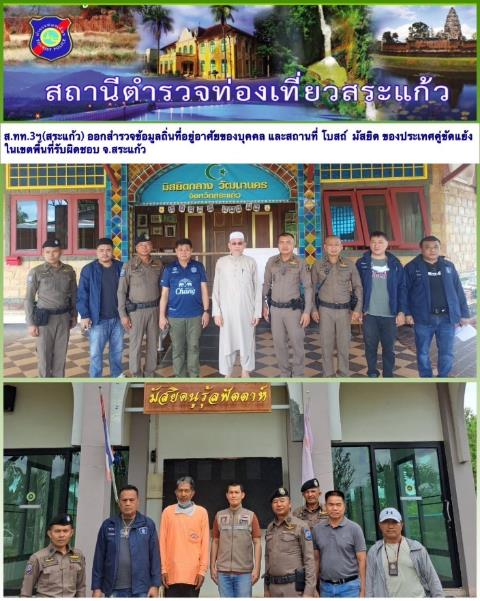 สถานีตำรวจท่องเที่ยวสระแก้ว
ส.ทท.3ฯ(สระแก้ว) ออกสำรวจข้อมูลถิ่นที่อยู่อาศัยของบุคคล และสถานที่ โบสถ์ มัสยิด ของประเทศคู่ขัดแย้ง
ในเขตพื้นที่รับผิดชอบ จ.สระแก้ว
มัสยิดกลาง วัฒนานคร
จังหวัดสระแก้ว
Chang
มัสยิดนูรุ้ลฟัตตาห์